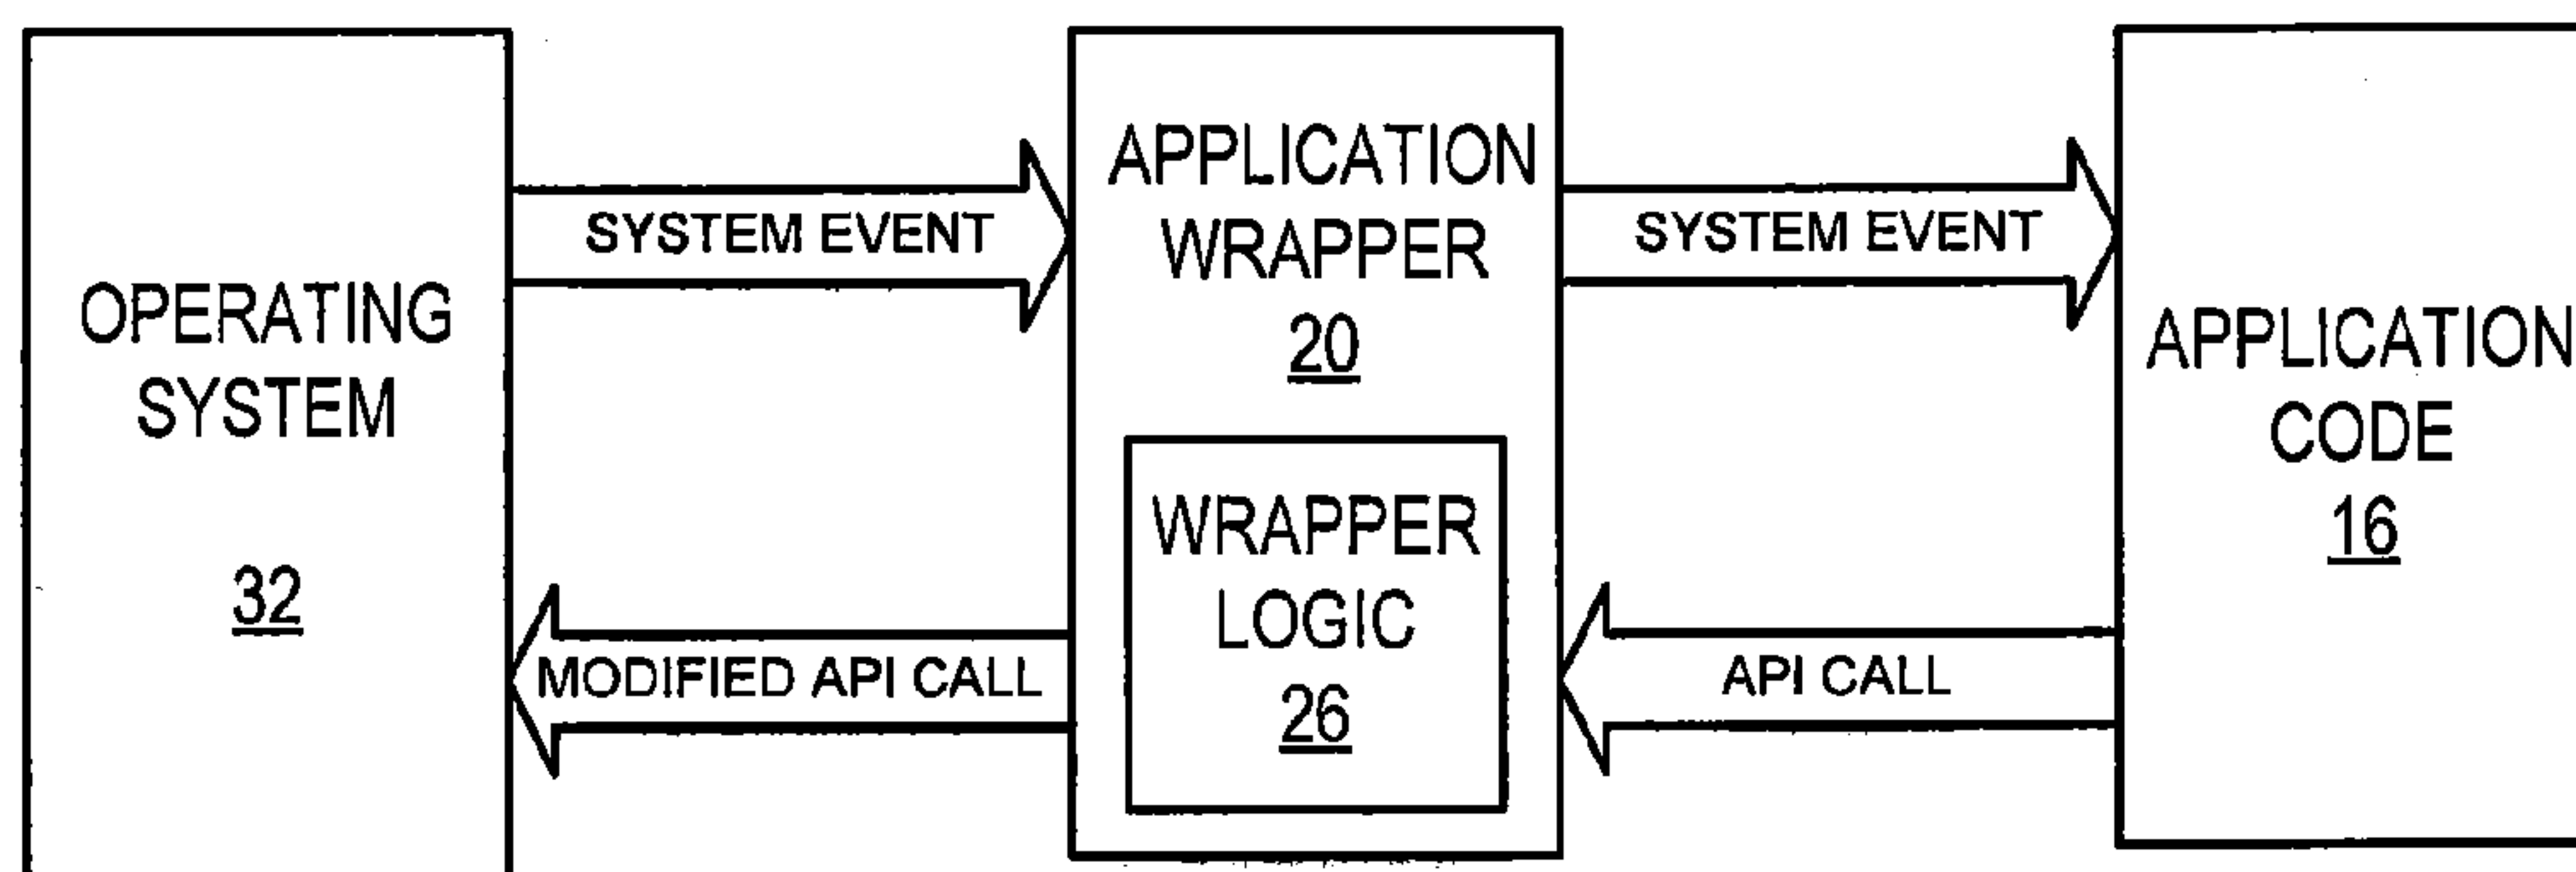 OPERATING
SYSTEM
32
SYSTEM EVENT
MODIFIED API CALL
APPLICATION
WRAPPER
20
WRAPPER
LOGIC
26
SYSTEM EVENT
API CALL
APPLICATION
CODE
16